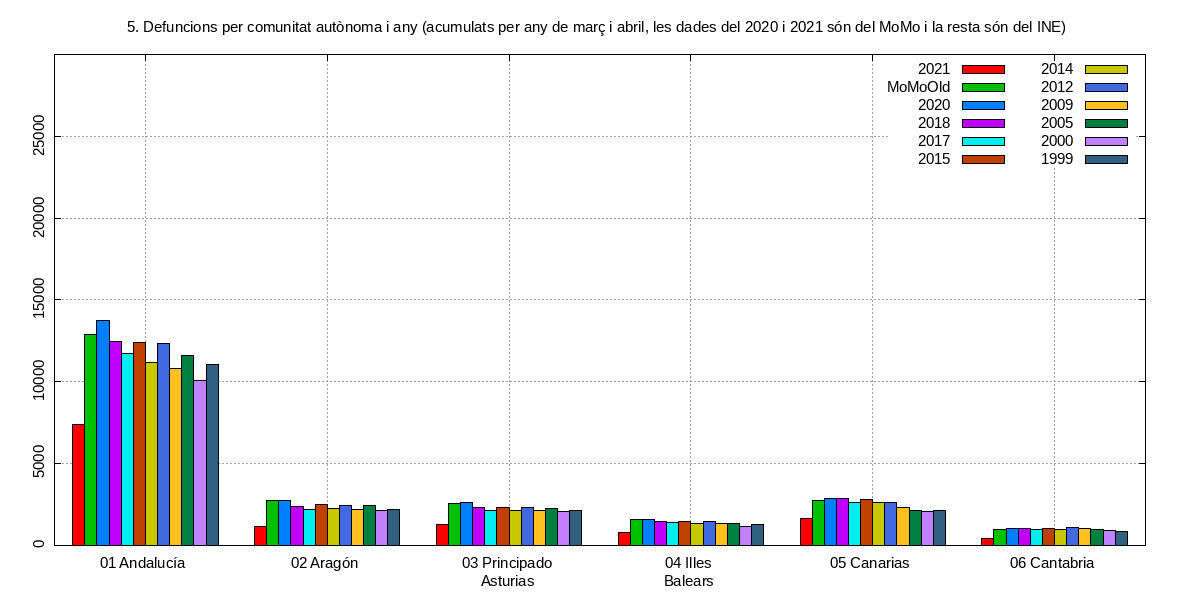 5. Defuncions per comunitat autònoma i any (acumulats per any de març i abril, les dades del 2020 i 2021 són del MoMo i la resta són del INE)
2021 2014
MoMoOld 2012
2020 2009
2018 2005
2017 2000
2015 1999
25000
20000
15000
10000
5000
0
01 Andalucía 02 Aragón 03 Principado 04 Illes 05 Canarias 06 Cantabria
Asturias Balears